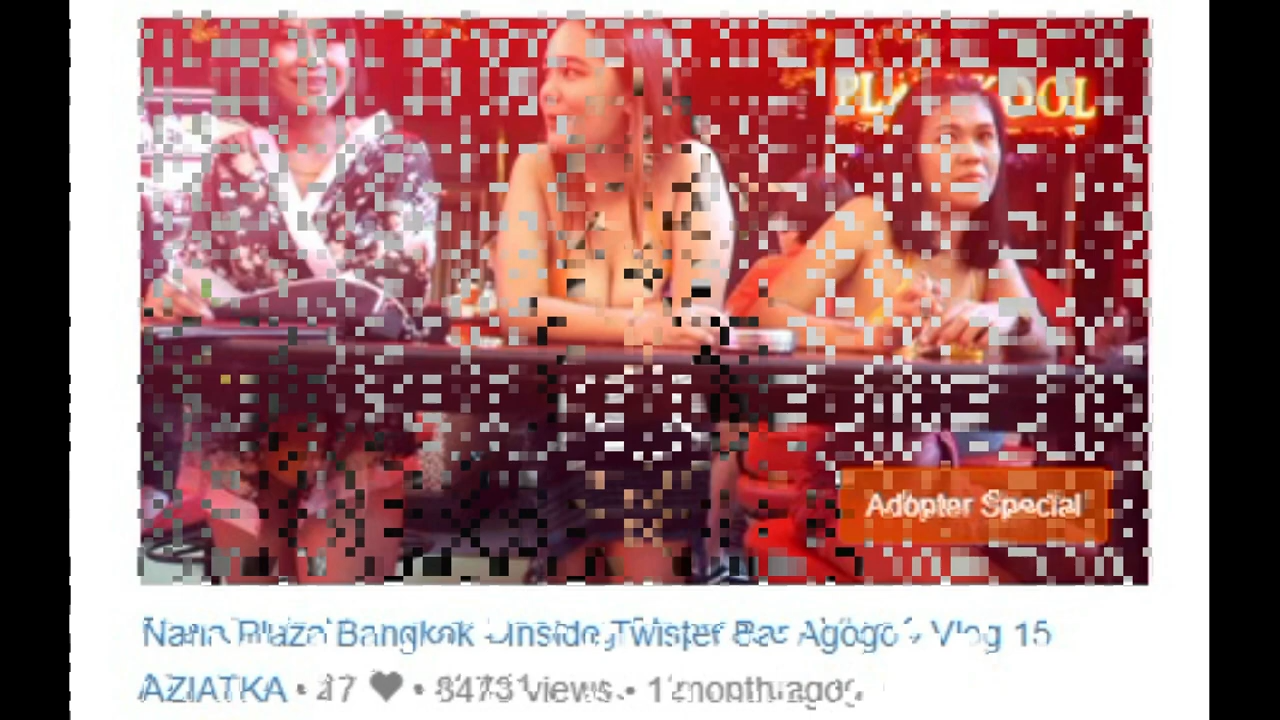 Adopter Special
Nana Plaza Bangkok - Inside Twister Bar Agogo - Vlog 15
AZIATKA • views • 1 month ago